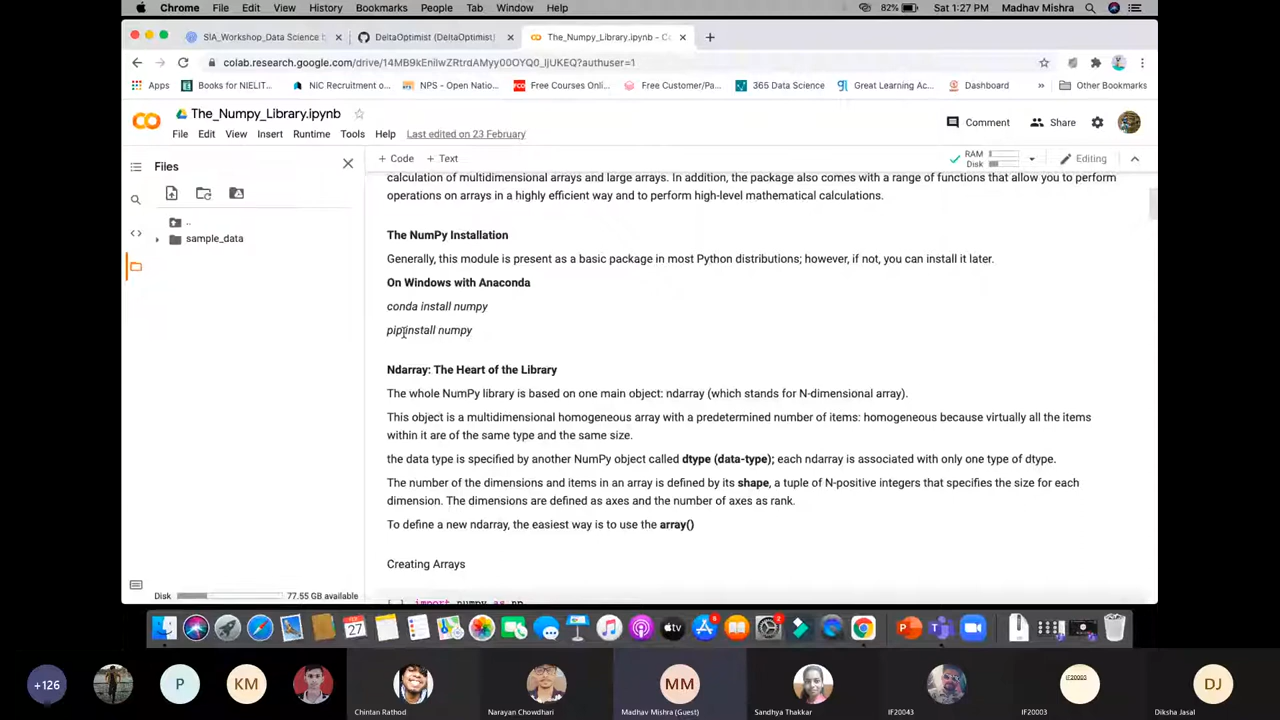 Chrome File Edit View History Bookmarks People Tab Window Help 82% Sat 1:27 PM Madhav Mishra
SIA_Workshop_Data Science b DeltaOptimist (DeltaOptimist) The_Numpy_Library.ipynb - Co
colab.research.google.com/drive/14MB9kEniIwZRtrdAMyy00OYQ0_IjUKEQ?authuser=1
Apps Books for NIELIT... NIC Recruitment o... NPS - Open Natio... Free Courses Onli... Free Customer/Pa... 365 Data Science Great Learning Ac... Dashboard » Other Bookmarks
The_Numpy_Library.ipynb
File Edit View Insert Runtime Tools Help Last edited on 23 February
Comment Share
Files
+ Code + Text
RAM
Disk
Editing
..
sample_data
calculation of multidimensional arrays and large arrays. In addition, the package also comes with a range of functions that allow you to perform
operations on arrays in a highly efficient way and to perform high-level mathematical calculations.
The NumPy Installation
Generally, this module is present as a basic package in most Python distributions; however, if not, you can install it later.
On Windows with Anaconda
conda install numpy
pip install numpy
Ndarray: The Heart of the Library
The whole NumPy library is based on one main object: ndarray (which stands for N-dimensional array).
This object is a multidimensional homogeneous array with a predetermined number of items: homogeneous because virtually all the items
within it are of the same type and the same size.
the data type is specified by another NumPy object called dtype (data-type); each ndarray is associated with only one type of dtype.
The number of the dimensions and items in an array is defined by its shape, a tuple of N-positive integers that specifies the size for each
dimension. The dimensions are defined as axes and the number of axes as rank.
To define a new ndarray, the easiest way is to use the array()
Creating Arrays
[ ] import numpy as np
Disk 77.55 GB available
FEB
27
tv
6
2
+126
P
KM
MM
DJ
Chintan Rathod
Narayan Chowdhari
Madhav Mishra (Guest)
Sandhya Thakkar
IF20043
IF20003
Diksha Jasal